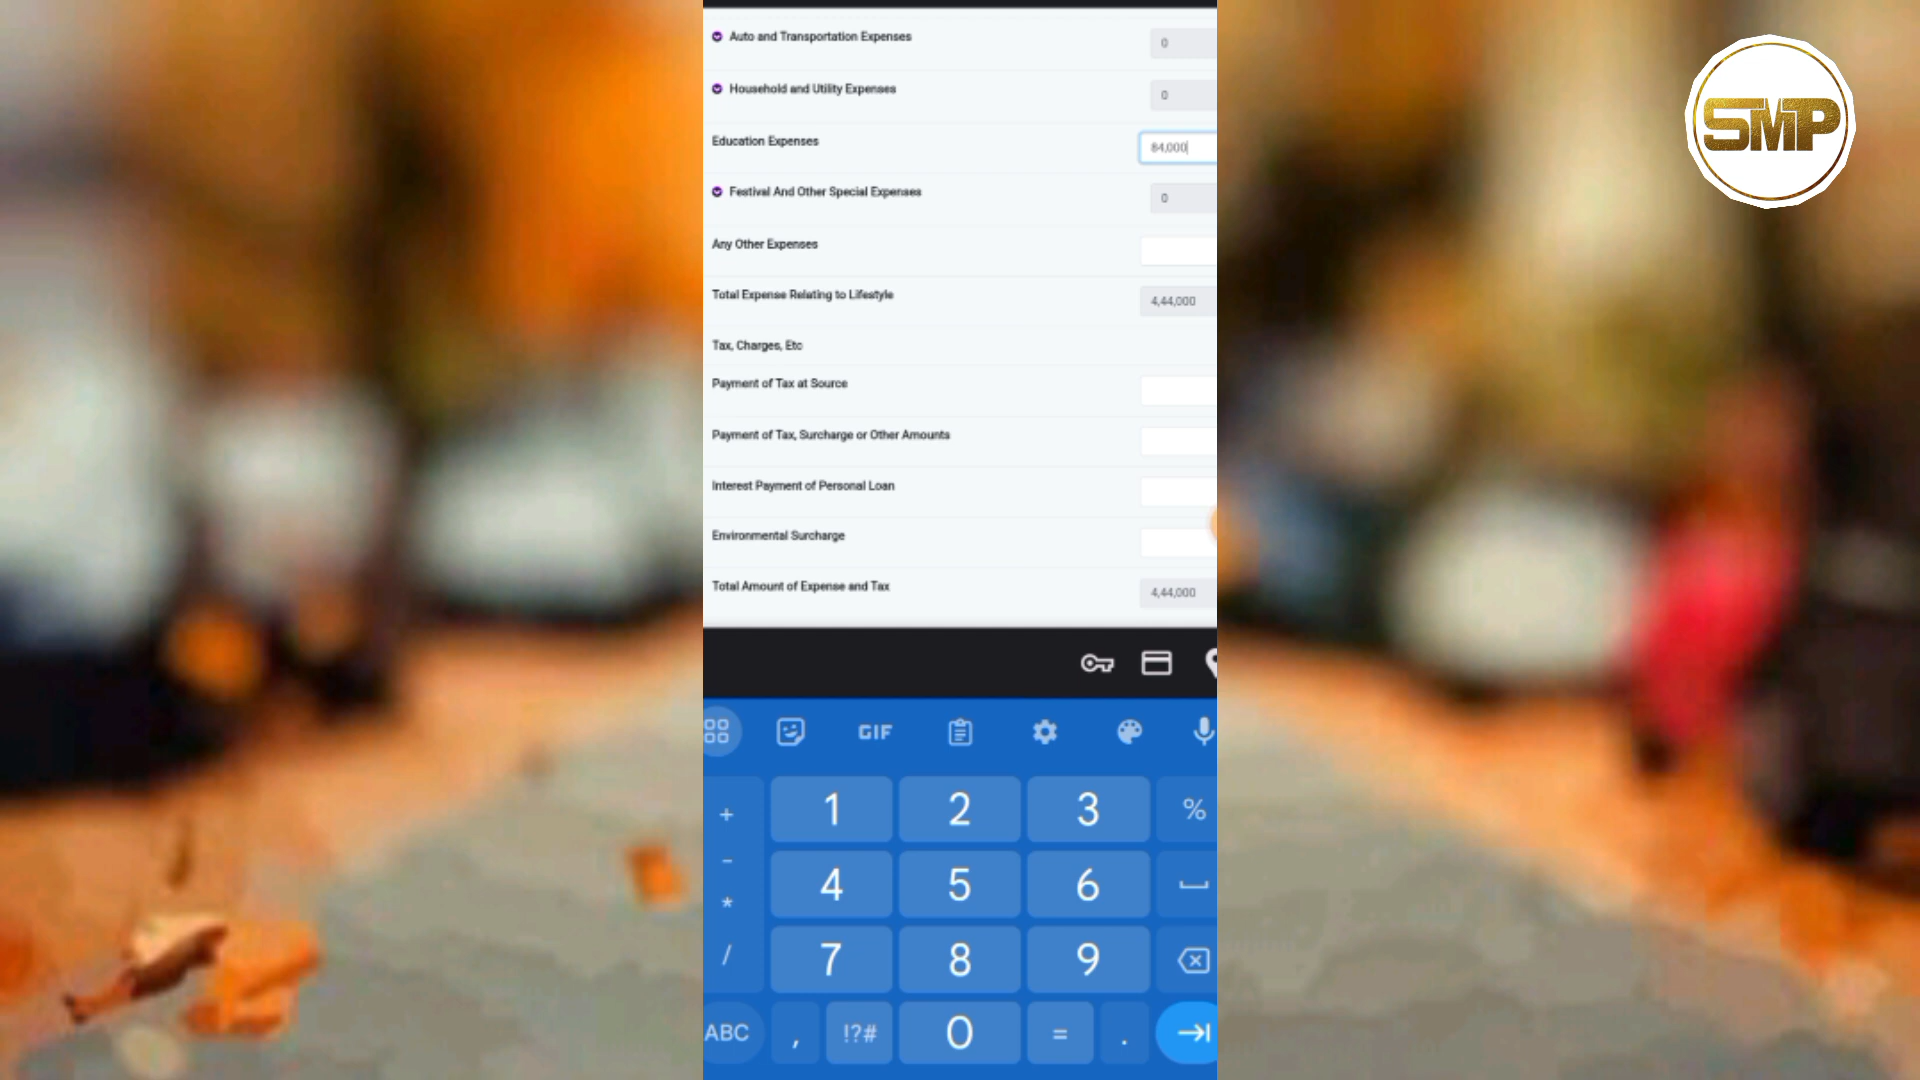 Auto and Transportation Expenses 0
Household and Utility Expenses 0
Education Expenses 84,000
Festival And Other Special Expenses 0
Any Other Expenses
Total Expense Relating to Lifestyle 4,44,000
Tax, Charges, Etc
Payment of Tax at Source
Payment of Tax, Surcharge or Other Amounts
Interest Payment of Personal Loan
Environmental Surcharge
Total Amount of Expense and Tax 4,44,000
SMP
GIF
+ 1 2 3 %
-
4 5 6
*
/ 7 8 9
ABC , !?# 0 = .